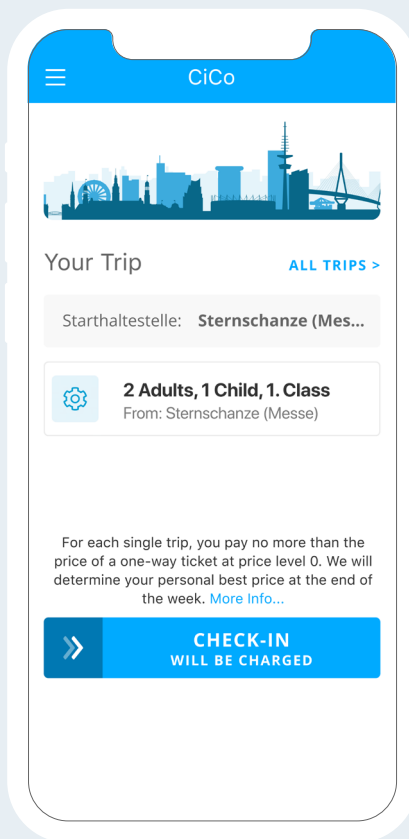 CiCo
Your Trip
ALL TRIPS >
Starthaltestelle: Sternschanze (Mes...
2 Adults, 1 Child, 1. Class
From: Sternschanze (Messe)
For each single trip, you pay no more than the
price of a one-way ticket at price level 0. We will
determine your personal best price at the end of
the week. More Info...
CHECK-IN
WILL BE CHARGED